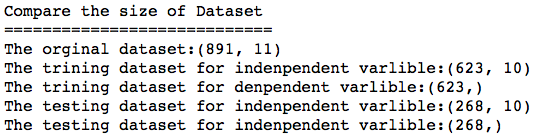 Compare the size of Dataset
============================
The orginal dataset:(891, 11)
The trining dataset for indenpendent varlible:(623, 10)
The trining dataset for denpendent varlible:(623,)
The testing dataset for indenpendent varlible:(268, 10)
The testing dataset for indenpendent varlible:(268,)